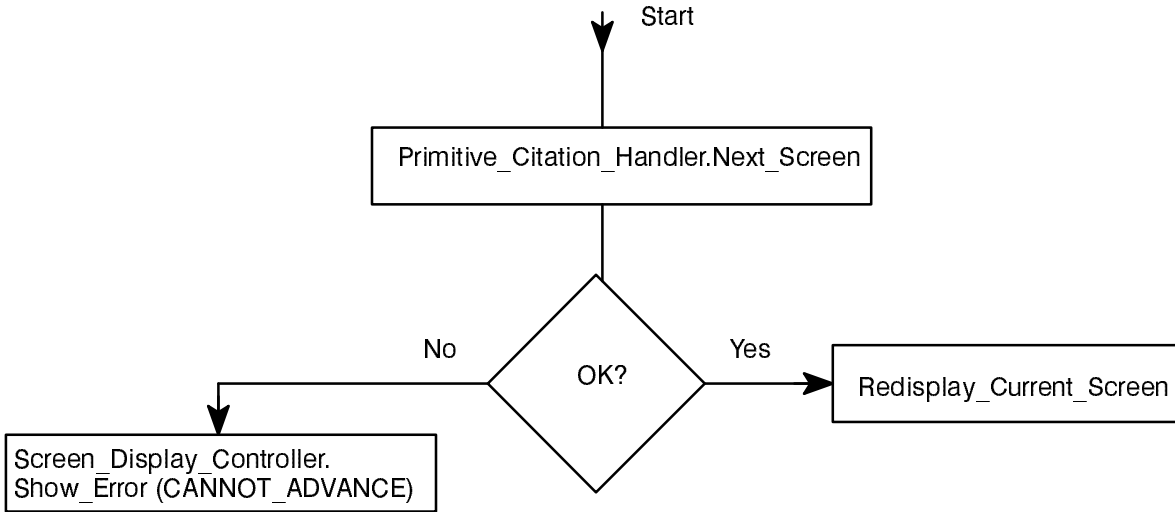 Start
Primitive_Citation_Handler.Next_Screen
No
Yes
OK?
Redisplay_Current_Screen
Screen_Display_Controller.
Show_Error (CANNOT_ADVANCE)